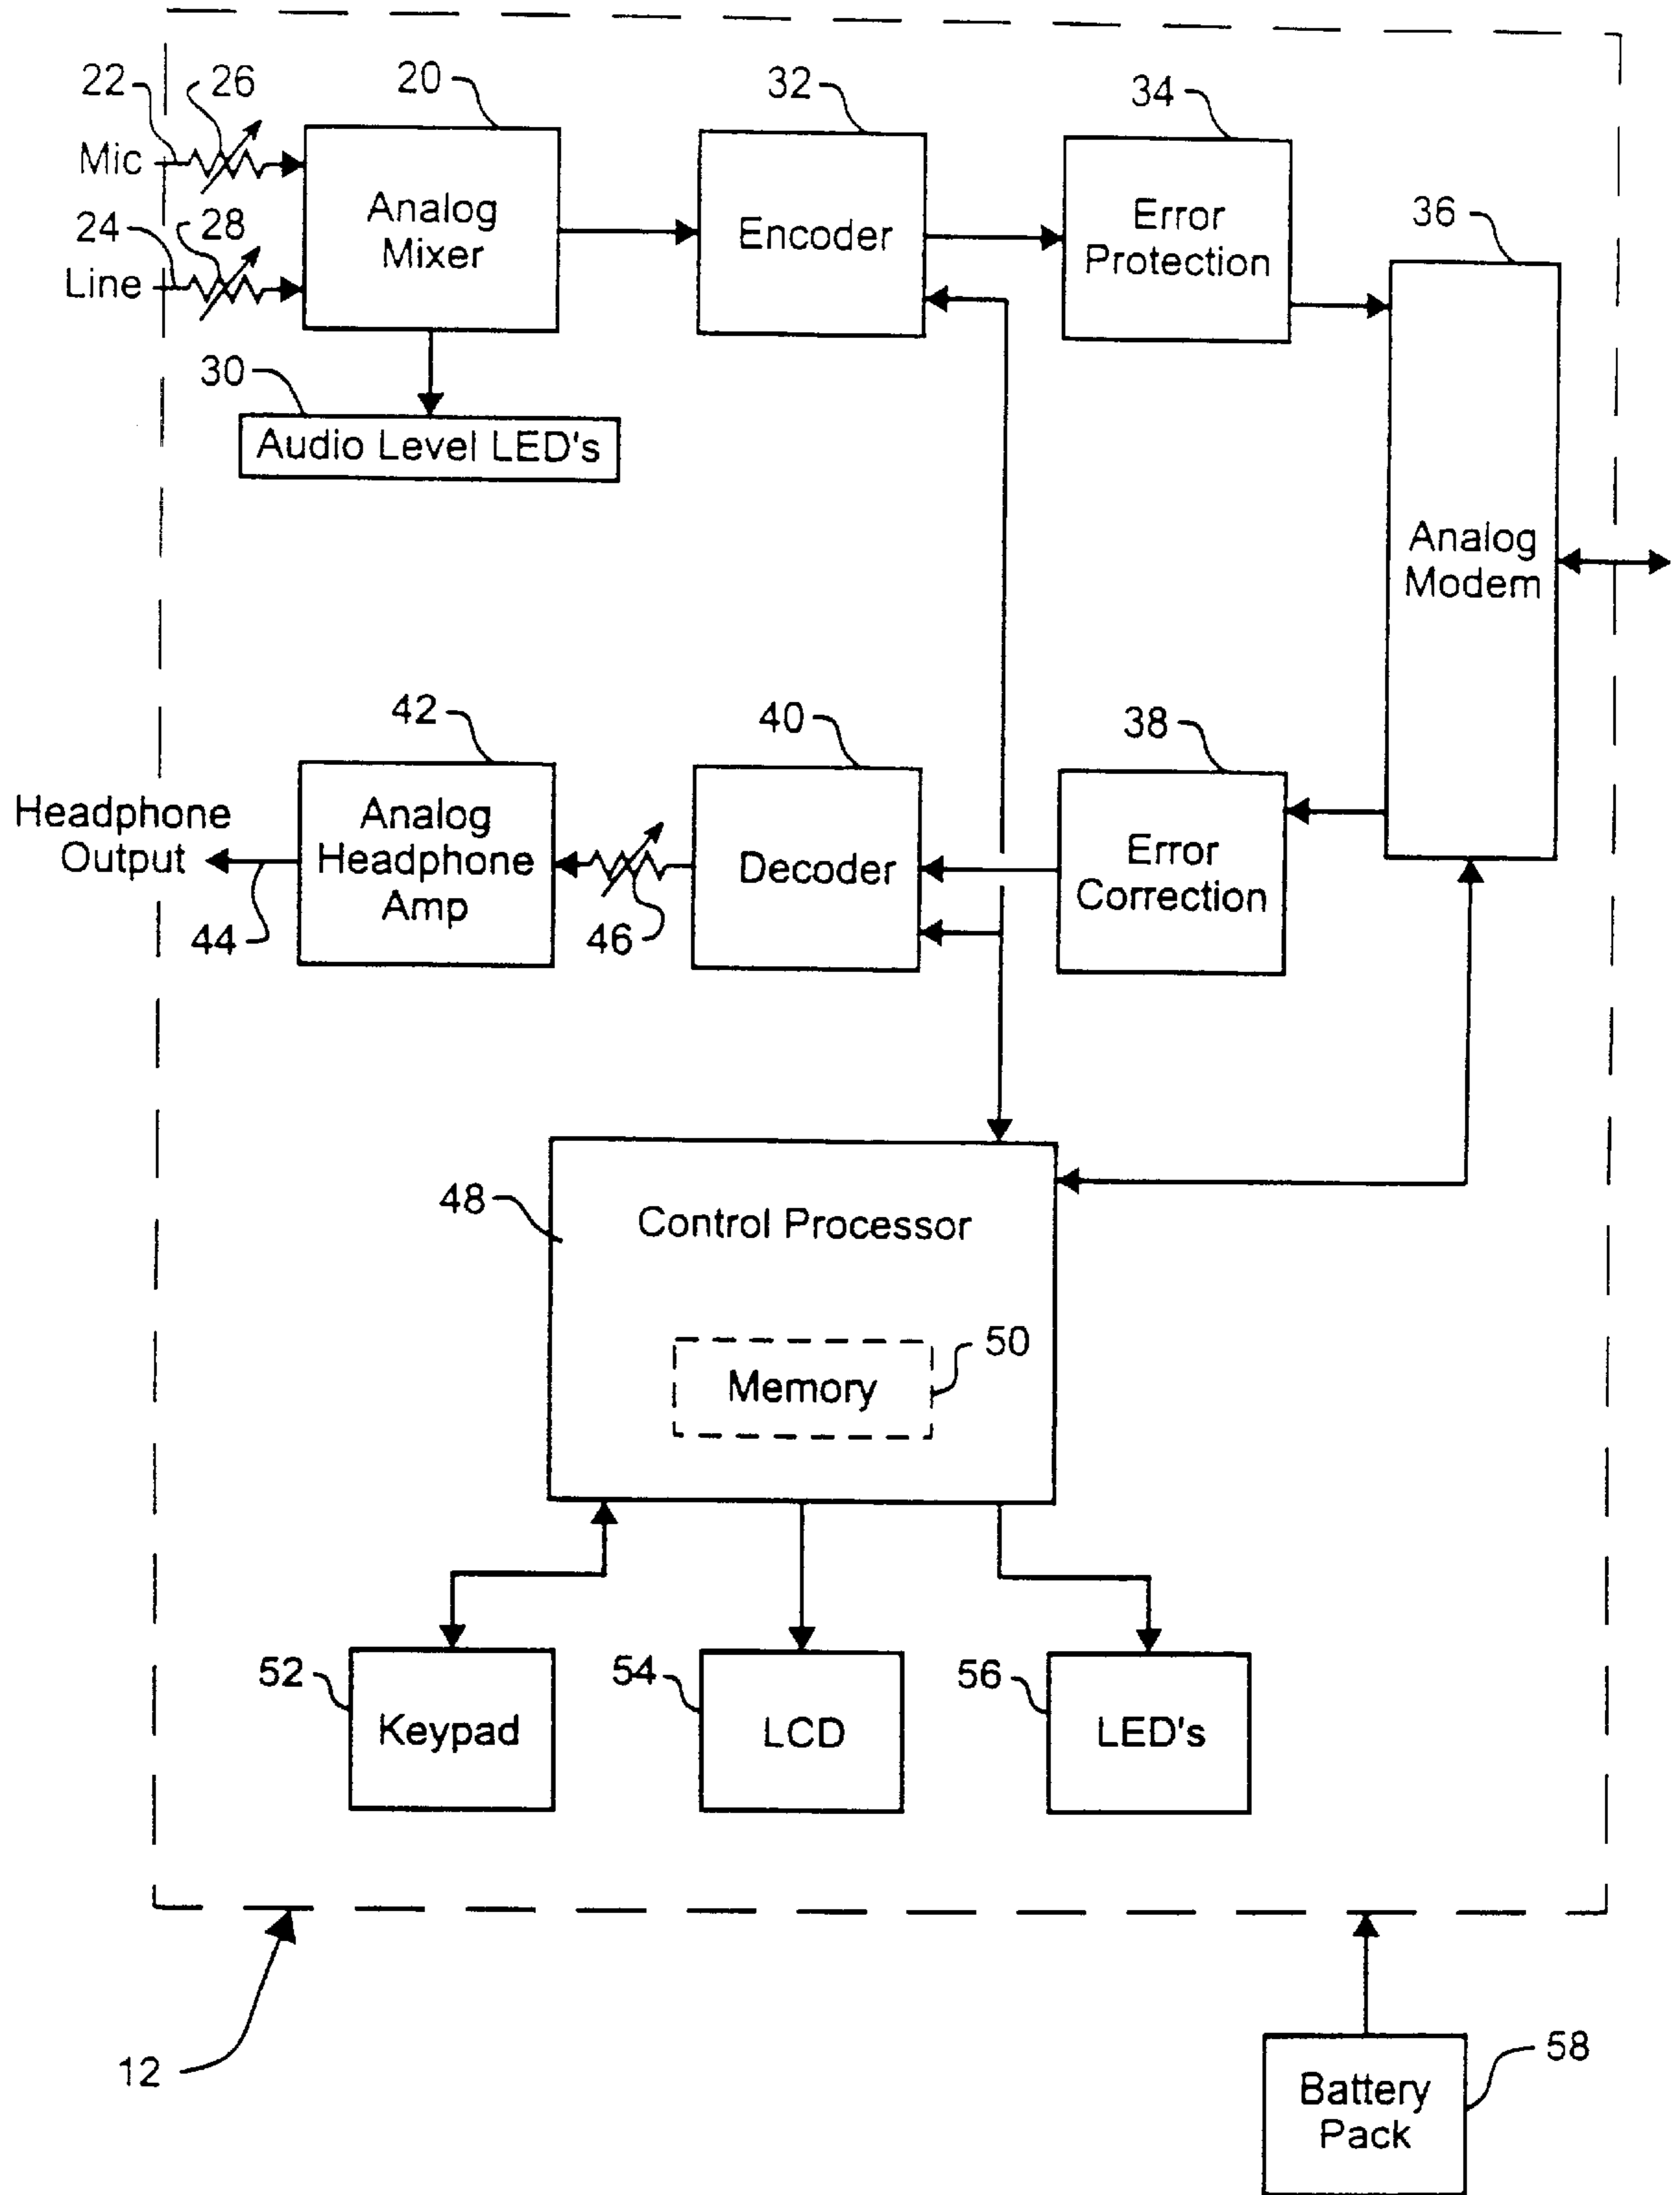 22
26
20
32
34
Mic
24
28
Line
Analog
Mixer
Encoder
Error
Protection
36
30
Audio Level LED's
Analog
Modem
42
40
38
Headphone
Output
Analog
Headphone
Amp
Decoder
Error
Correction
44
46
48
Control Processor
50
Memory
52
54
56
Keypad
LCD
LED's
12
58
Battery
Pack